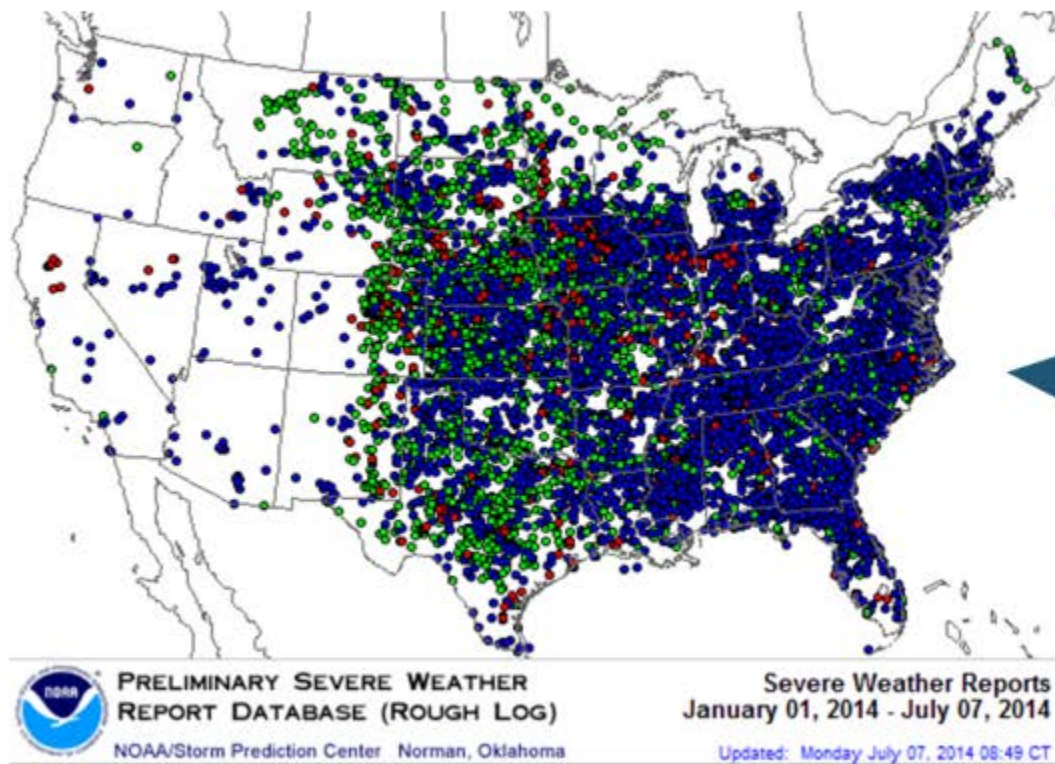 NOAA
PRELIMINARY SEVERE WEATHER
REPORT DATABASE (ROUGH LOG)
NOAA/Storm Prediction Center Norman, Oklahoma
Severe Weather Reports
January 01, 2014 - July 07, 2014
Updated: Monday July 07, 2014 08:49 CT